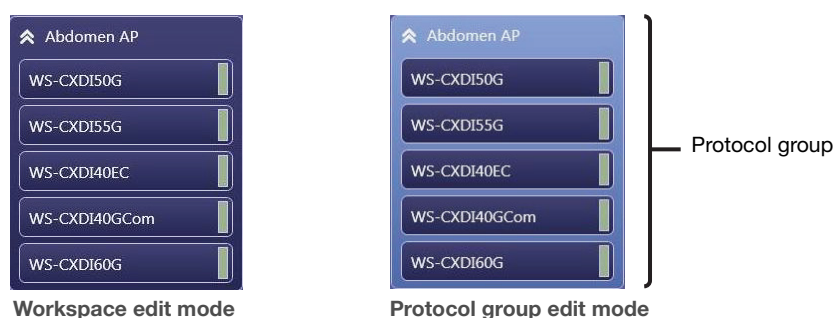 Abdomen AP
WS-CXDI50G
WS-CXDI55G
WS-CXDI40EC
WS-CXDI40GCom
WS-CXDI60G
Workspace edit mode
Abdomen AP
WS-CXDI50G
WS-CXDI55G
WS-CXDI40EC
WS-CXDI40GCom
WS-CXDI60G
Protocol group edit mode
Protocol group